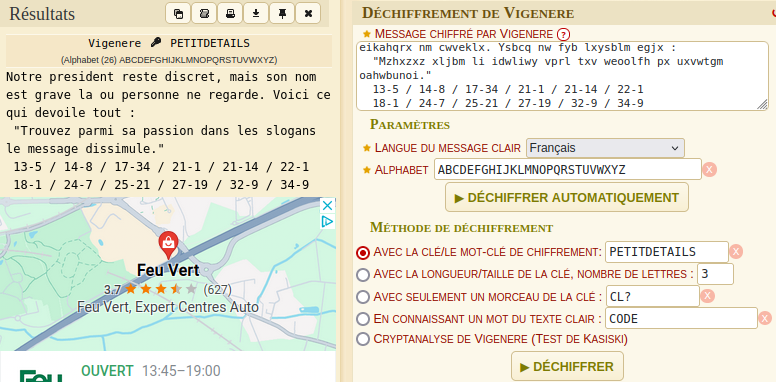 Résultats
Vigenere PETITDETAILS
(Alphabet (26) ABCDEFGHIJKLMNOPQRSTUVWXYZ)
Notre president reste discret, mais son nom
est grave la ou personne ne regarde. Voici ce
qui devoile tout :
"Trouvez parmi sa passion dans les slogans
le message dissimule."
13-5 / 14-8 / 17-34 / 21-1 / 21-14 / 22-1
18-1 / 24-7 / 25-21 / 27-19 / 32-9 / 34-9
Feu Vert
3.7 (627)
Feu Vert, Expert Centres Auto
OUVERT 13:45–19:00
Feu
DÉCHIFFREMENT DE VIGENERE
MESSAGE CHIFFRÉ PAR VIGENERE ?
eikahqrx nm cwveklx. Ysbcq nw fyb lxysblm egjx :
"Mzhxzxz xljbm li idwliwy vprl txv weoolfh px uxvwtgm
oahwbunoi."
13-5 / 14-8 / 17-34 / 21-1 / 21-14 / 22-1
18-1 / 24-7 / 25-21 / 27-19 / 32-9 / 34-9
PARAMÈTRES
LANGUE DU MESSAGE CLAIR Français
ALPHABET ABCDEFGHIJKLMNOPQRSTUVWXYZ X
▶ DÉCHIFFRER AUTOMATIQUEMENT
MÉTHODE DE DÉCHIFFREMENT
AVEC LA CLÉ/LE MOT-CLÉ DE CHIFFREMENT: PETITDETAILS X
AVEC LA LONGUEUR/TAILLE DE LA CLÉ, NOMBRE DE LETTRES : 3
AVEC SEULEMENT UN MORCEAU DE LA CLÉ : CL? X
EN CONNAISSANT UN MOT DU TEXTE CLAIR : CODE X
CRYPTANALYSE DE VIGENERE (TEST DE KASISKI)
▶ DÉCHIFFRER